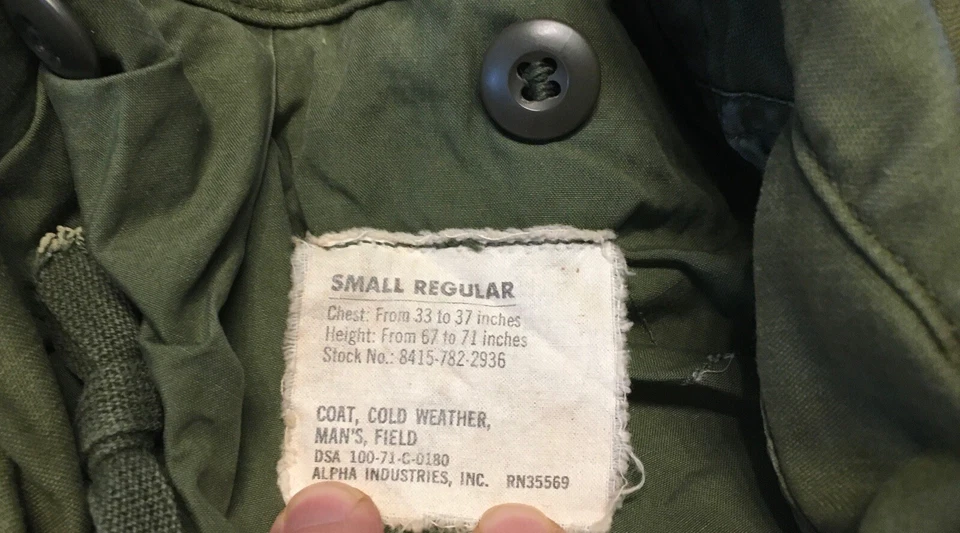 SMALL REGULAR
Chest: From 33 to 37 inches
Height: From 67 to 71 inches
Stock No.: 8415-782-2936
COAT, COLD WEATHER,
MAN'S, FIELD
DSA 100-71-C-0180
ALPHA INDUSTRIES, INC. RN35569